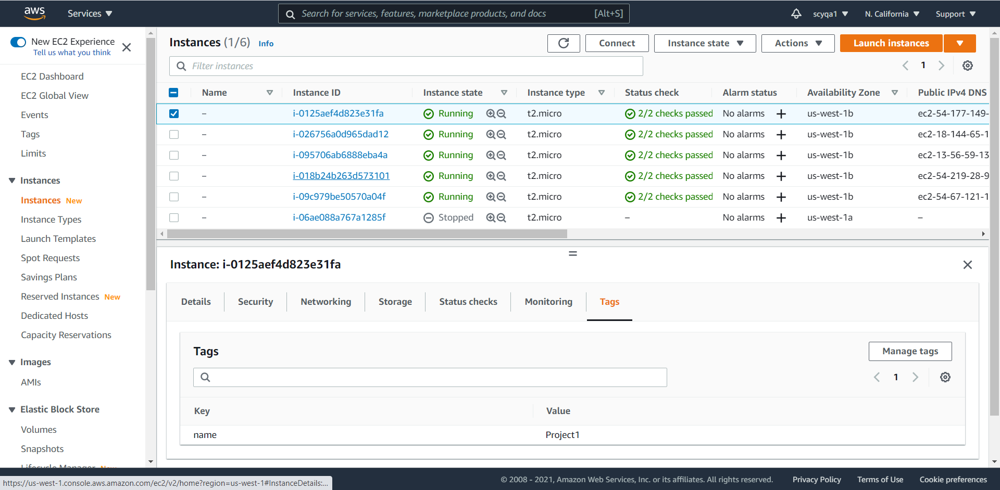 aws
Services
Search for services, features, marketplace products, and docs [Alt+S]
scyqa1
N. California
Support
New EC2 Experience
Tell us what you think
EC2 Dashboard
EC2 Global View
Events
Tags
Limits
Instances
Instances New
Instance Types
Launch Templates
Spot Requests
Savings Plans
Reserved Instances New
Dedicated Hosts
Capacity Reservations
Images
AMIs
Elastic Block Store
Volumes
Snapshots
Lifecycle Manager New
Instances (1/6) Info
Connect
Instance state
Actions
Launch instances
Filter instances
1
Name Instance ID Instance state Instance type Status check Alarm status Availability Zone Public IPv4 DNS
– i-0125aef4d823e31fa Running t2.micro 2/2 checks passed No alarms + us-west-1b ec2-54-177-149-
– i-026756a0d965dad12 Running t2.micro 2/2 checks passed No alarms + us-west-1b ec2-18-144-65-1
– i-095706ab6888eba4a Running t2.micro 2/2 checks passed No alarms + us-west-1b ec2-13-56-59-13
– i-018b24b263d573101 Running t2.micro 2/2 checks passed No alarms + us-west-1b ec2-54-219-28-9
– i-09c979be50570a04f Running t2.micro 2/2 checks passed No alarms + us-west-1b ec2-54-67-121-1
– i-06ae088a767a1285f Stopped t2.micro – No alarms + us-west-1a –
Instance: i-0125aef4d823e31fa
Details Security Networking Storage Status checks Monitoring Tags
Tags
Manage tags
1
Key Value
name Project1
https://us-west-1.console.aws.amazon.com/ec2/v2/home?region=us-west-1#InstanceDetails:...
© 2008 - 2021, Amazon Web Services, Inc. or its affiliates. All rights reserved. Privacy Policy Terms of Use Cookie preferences